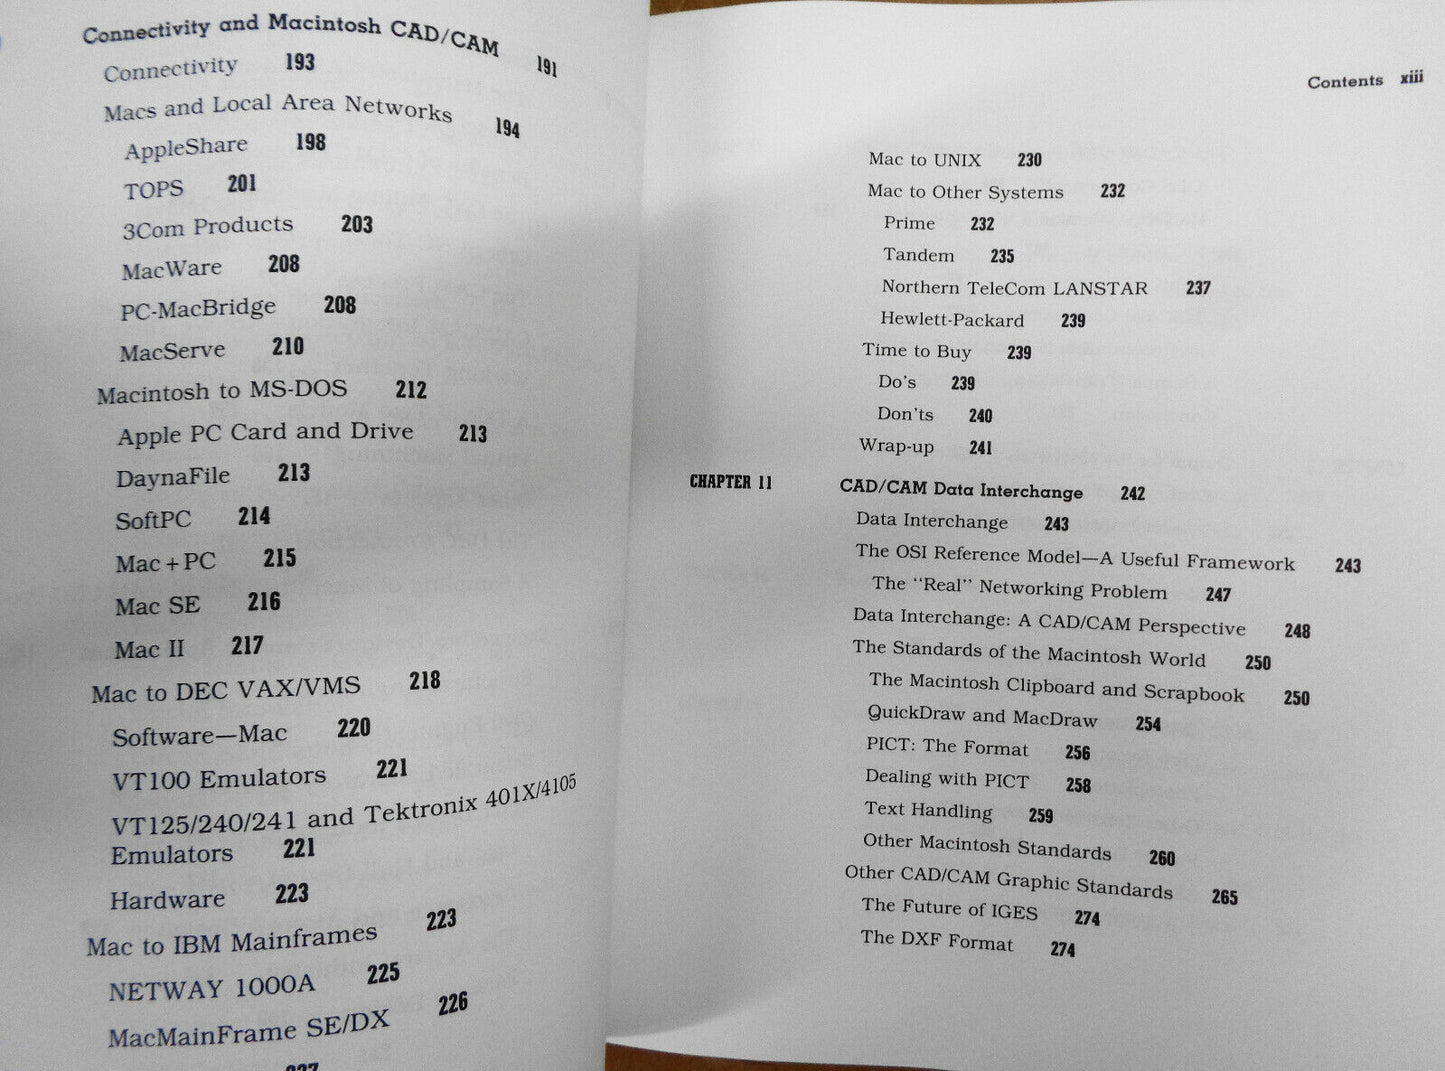 Connectivity and Macintosh CAD/CAM 191
Connectivity 193
Macs and Local Area Networks 194
AppleShare 198
TOPS 201
3Com Products 203
MacWare 208
PC-MacBridge 208
MacServe 210
Macintosh to MS-DOS 212
Apple PC Card and Drive 213
DaynaFile 213
SoftPC 214
Mac + PC 215
Mac SE 216
Mac II 217
Mac to DEC VAX/VMS 218
Software—Mac 220
VT100 Emulators 221
VT125/240/241 and Tektronix 401X/4105
Emulators 221
Hardware 223
Mac to IBM Mainframes 223
NETWAY 1000A 225
MacMainFrame SE/DX 226
227
Contents xiii
Mac to UNIX 230
Mac to Other Systems 232
Prime 232
Tandem 235
Northern TeleCom LANSTAR 237
Hewlett-Packard 239
Time to Buy 239
Do's 239
Don'ts 240
Wrap-up 241
CHAPTER 11 CAD/CAM Data Interchange 242
Data Interchange 243
The OSI Reference Model—A Useful Framework 243
The "Real" Networking Problem 247
Data Interchange: A CAD/CAM Perspective 248
The Standards of the Macintosh World 250
The Macintosh Clipboard and Scrapbook 250
QuickDraw and MacDraw 254
PICT: The Format 256
Dealing with PICT 258
Text Handling 259
Other Macintosh Standards 260
Other CAD/CAM Graphic Standards 265
The Future of IGES 274
The DXF Format 274